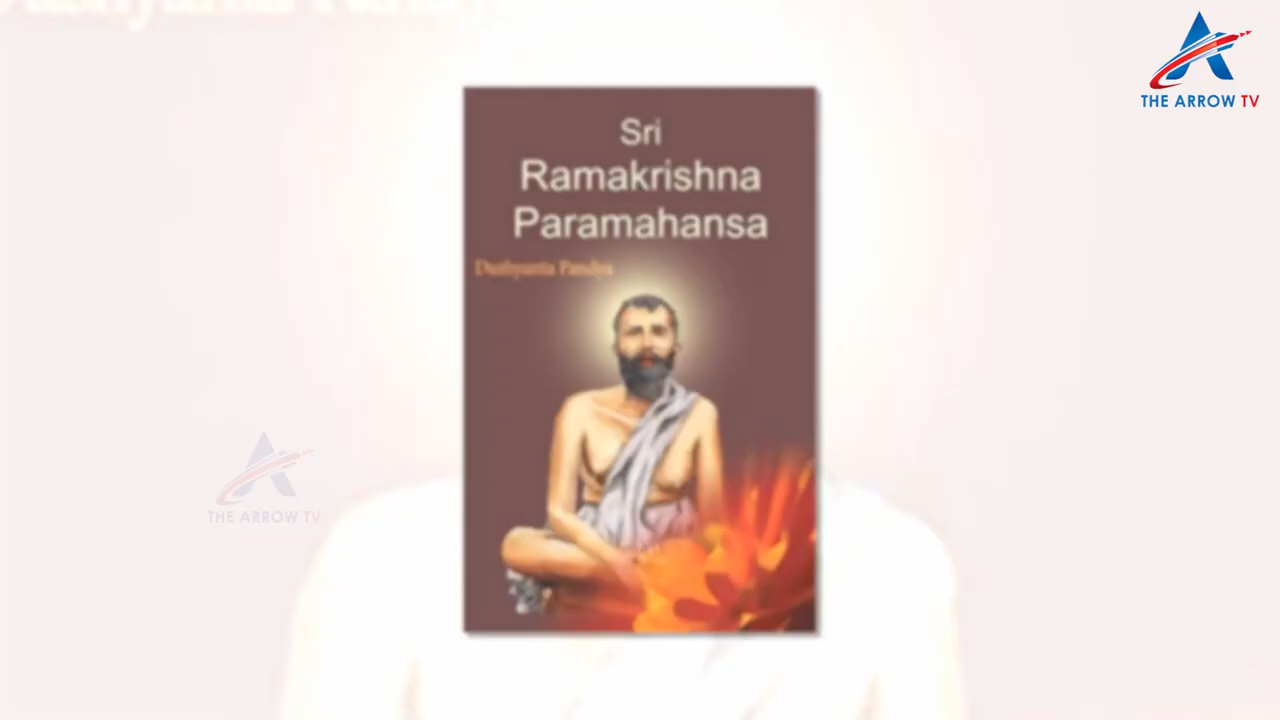 THE ARROW TV
Sri
Ramakrishna
Paramahansa
Dushyanta Pandya
THE ARROW TV